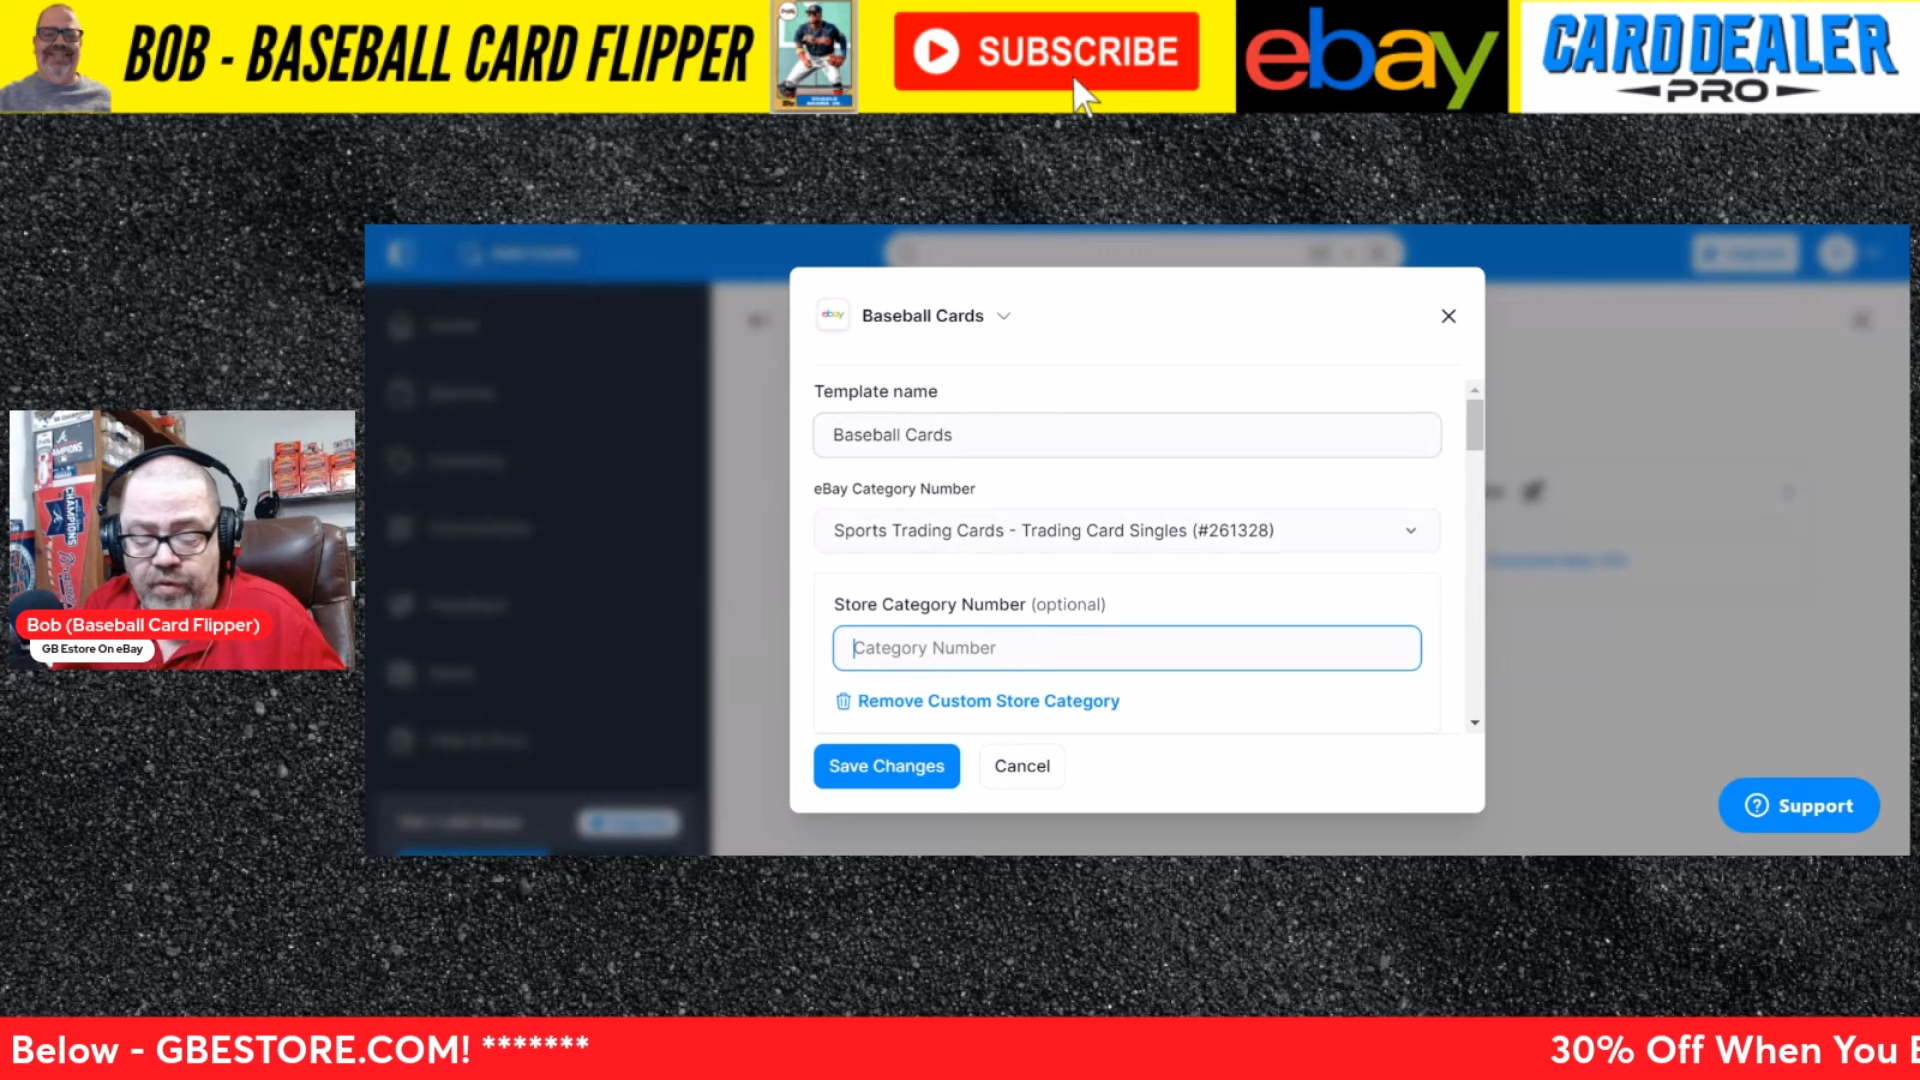 BOB - BASEBALL CARD FLIPPER
SUBSCRIBE
ebay
CARD DEALER
PRO
ebay
Baseball Cards
Template name
Baseball Cards
eBay Category Number
Sports Trading Cards - Trading Card Singles (#261328)
Store Category Number (optional)
Category Number
Remove Custom Store Category
Save Changes
Cancel
Support
CHAMPIONS
Bob (Baseball Card Flipper)
GB Estore On eBay
Below - GBESTORE.COM! *******
30% Off When You